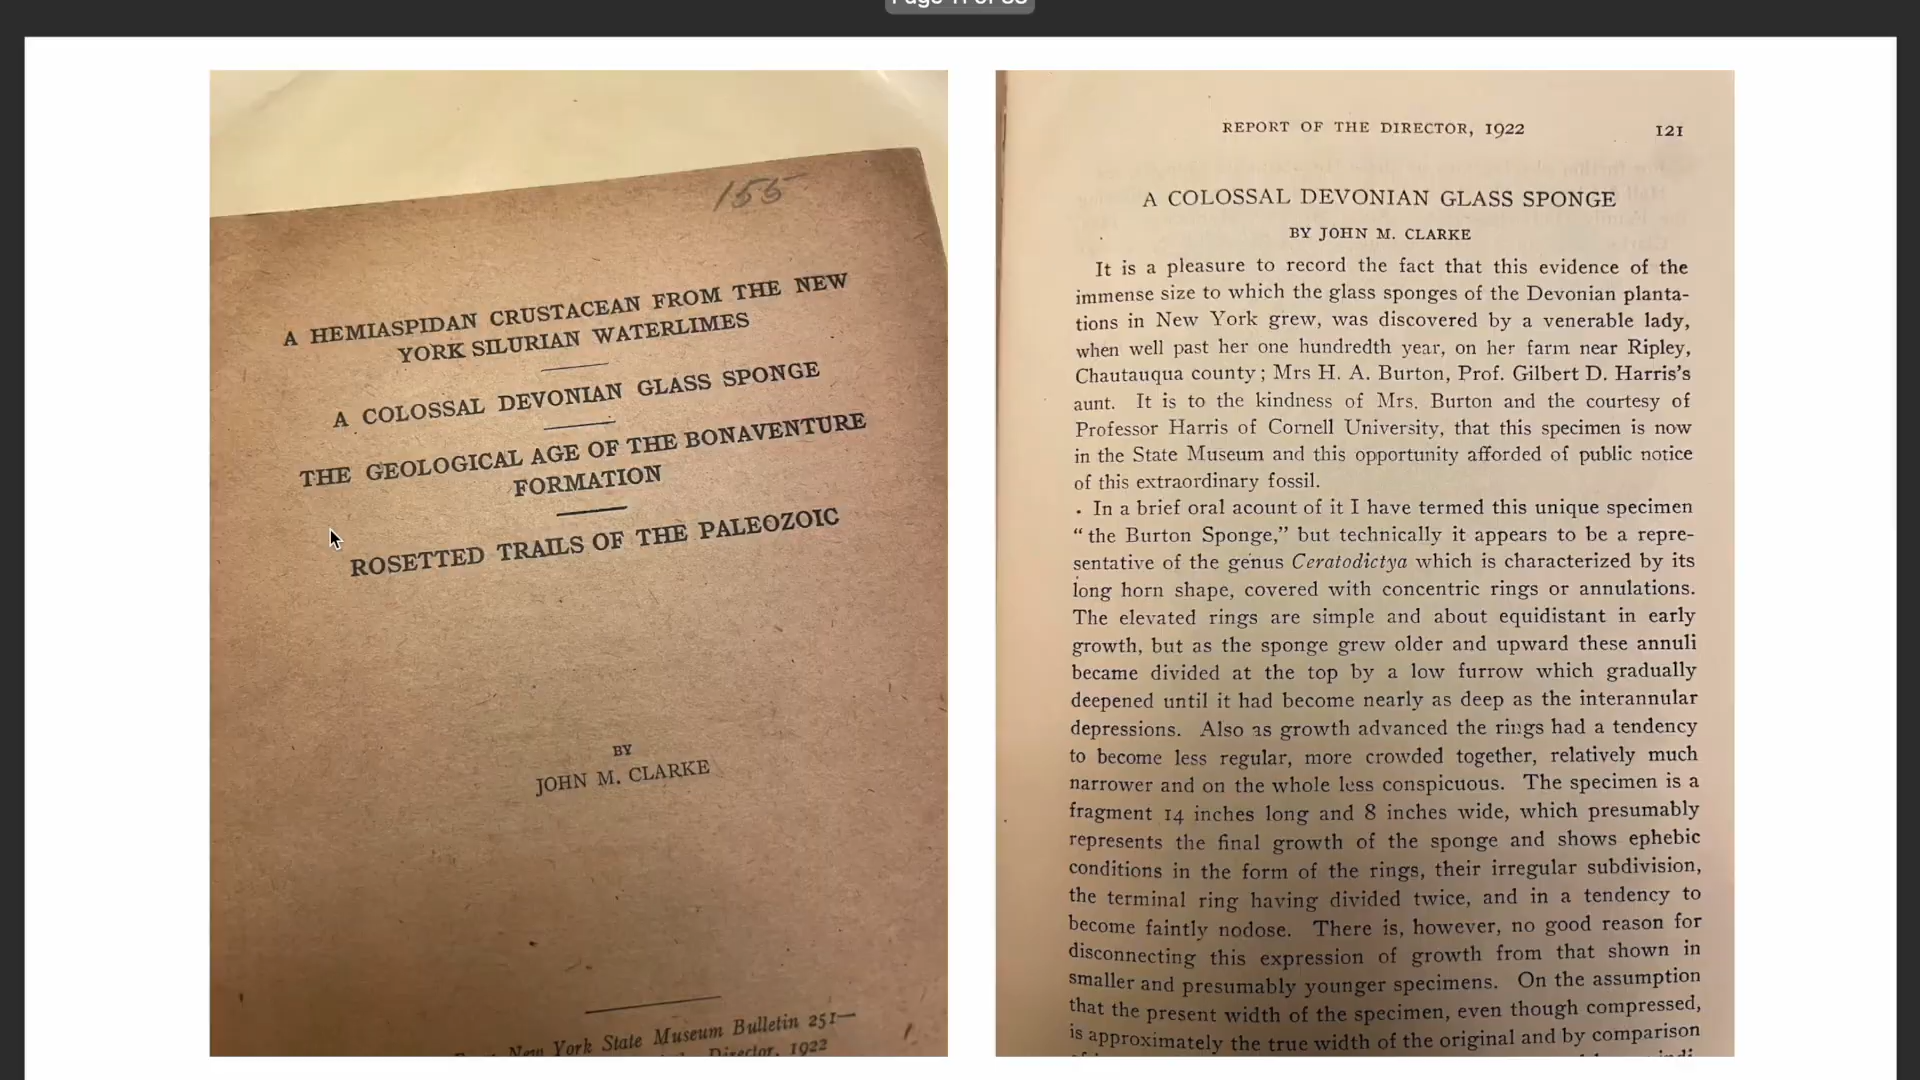 155
A HEMIASPIDAN CRUSTACEAN FROM THE NEW
YORK SILURIAN WATERLIMES
A COLOSSAL DEVONIAN GLASS SPONGE
THE GEOLOGICAL AGE OF THE BONAVENTURE
FORMATION
ROSETTED TRAILS OF THE PALEOZOIC
BY
JOHN M. CLARKE
New York State Museum Bulletin 251—
Director, 1922
REPORT OF THE DIRECTOR, 1922 121
A COLOSSAL DEVONIAN GLASS SPONGE
BY JOHN M. CLARKE
It is a pleasure to record the fact that this evidence of the
immense size to which the glass sponges of the Devonian planta-
tions in New York grew, was discovered by a venerable lady,
when well past her one hundredth year, on her farm near Ripley,
Chautauqua county; Mrs H. A. Burton, Prof. Gilbert D. Harris's
aunt. It is to the kindness of Mrs. Burton and the courtesy of
Professor Harris of Cornell University, that this specimen is now
in the State Museum and this opportunity afforded of public notice
of this extraordinary fossil.
In a brief oral acount of it I have termed this unique specimen
"the Burton Sponge," but technically it appears to be a repre-
sentative of the genus Ceratodictya which is characterized by its
long horn shape, covered with concentric rings or annulations.
The elevated rings are simple and about equidistant in early
growth, but as the sponge grew older and upward these annuli
became divided at the top by a low furrow which gradually
deepened until it had become nearly as deep as the interannular
depressions. Also as growth advanced the rings had a tendency
to become less regular, more crowded together, relatively much
narrower and on the whole less conspicuous. The specimen is a
fragment 14 inches long and 8 inches wide, which presumably
represents the final growth of the sponge and shows ephebic
conditions in the form of the rings, their irregular subdivision,
the terminal ring having divided twice, and in a tendency to
become faintly nodose. There is, however, no good reason for
disconnecting this expression of growth from that shown in
smaller and presumably younger specimens. On the assumption
that the present width of the specimen, even though compressed,
is approximately the true width of the original and by comparison